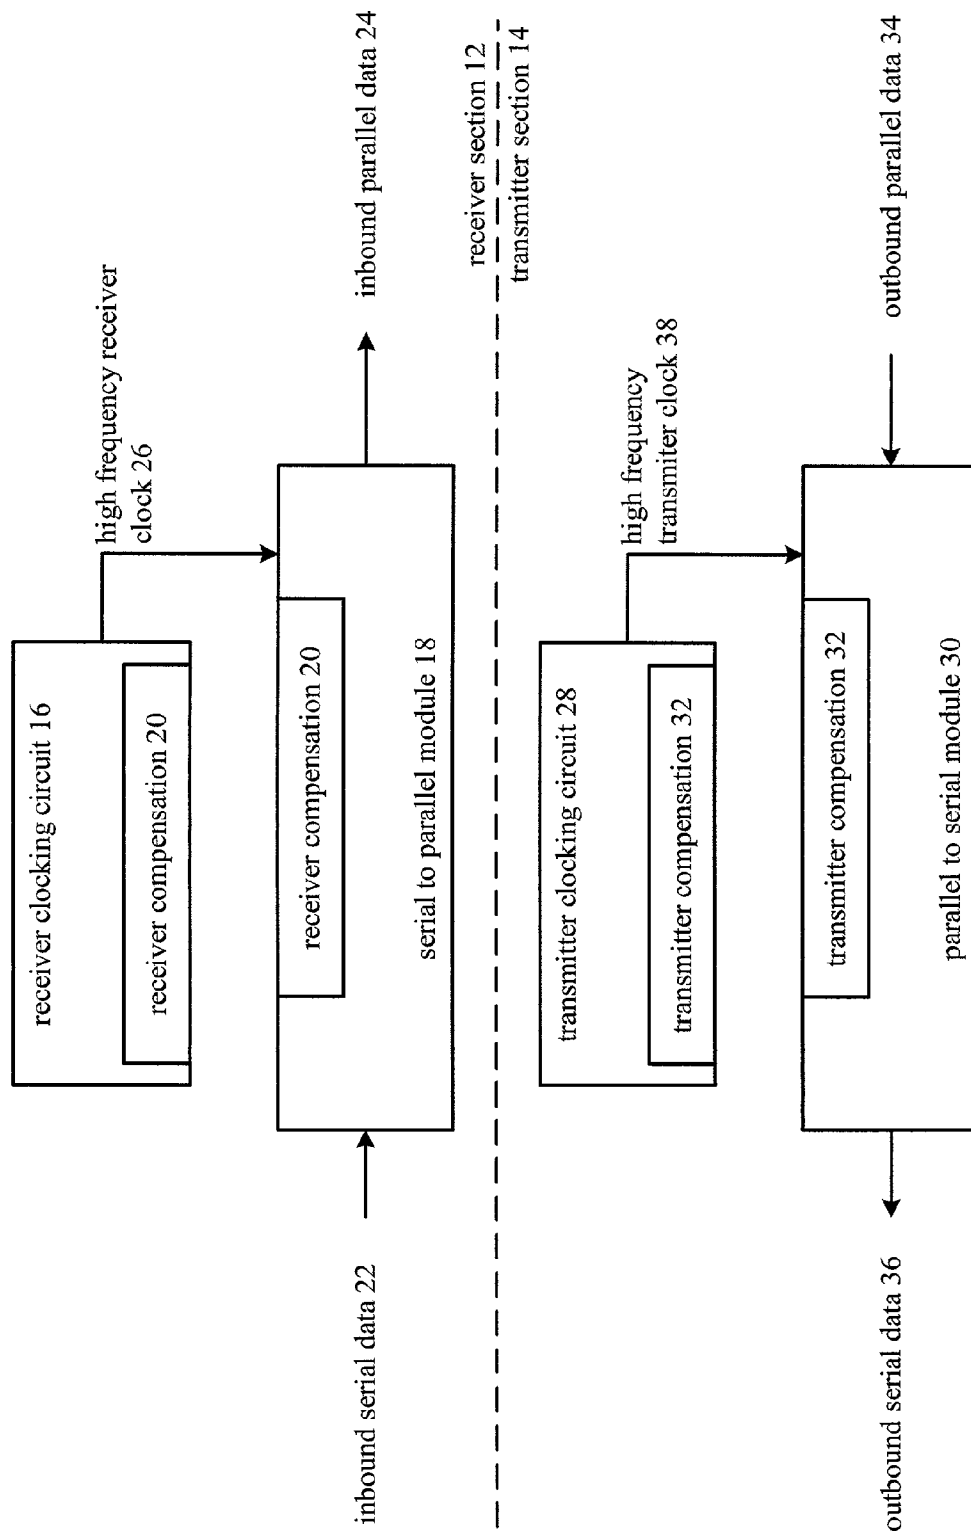 receiver clocking circuit 16
receiver compensation 20
high frequency receiver
clock 26
inbound serial data 22
receiver compensation 20
serial to parallel module 18
inbound parallel data 24
receiver section 12
transmitter section 14
transmitter clocking circuit 28
transmitter compensation 32
high frequency
transmiter clock 38
outbound serial data 36
transmitter compensation 32
parallel to serial module 30
outbound parallel data 34